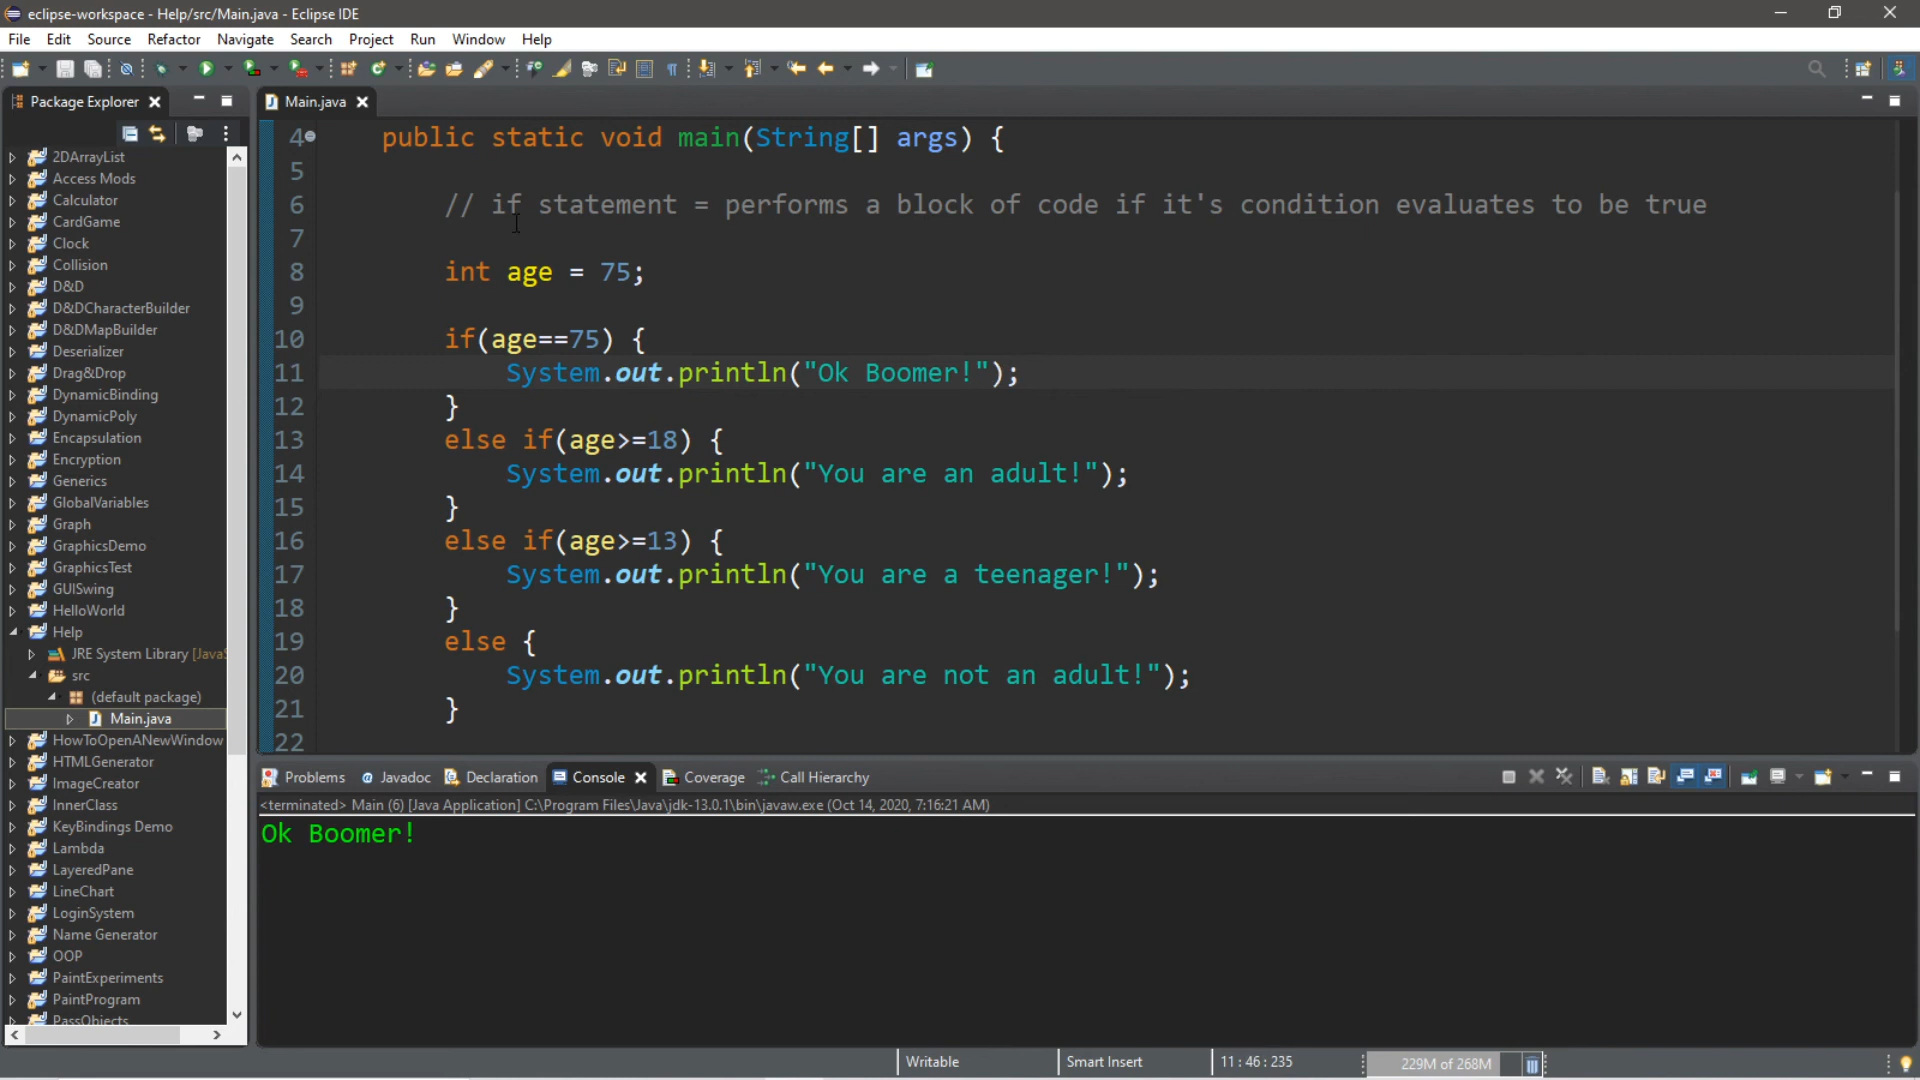 eclipse-workspace - Help/src/Main.java - Eclipse IDE
File Edit Source Refactor Navigate Search Project Run Window Help
Package Explorer
Main.java
2DArrayList
Access Mods
Calculator
CardGame
Clock
Collision
D&D
D&DCharacterBuilder
D&DMapBuilder
Deserializer
Drag&Drop
DynamicBinding
DynamicPoly
Encapsulation
Encryption
Generics
GlobalVariables
Graph
GraphicsDemo
GraphicsTest
GUISwing
HelloWorld
Help
JRE System Library [JavaS
src
(default package)
Main.java
HowToOpenANewWindow
HTMLGenerator
ImageCreator
InnerClass
KeyBindings Demo
Lambda
LayeredPane
LineChart
LoginSystem
Name Generator
OOP
PaintExperiments
PaintProgram
PassObjects
4 public static void main(String[] args) {
5
6 // if statement = performs a block of code if it's condition evaluates to be true
7
8 int age = 75;
9
10 if(age==75) {
11 System.out.println("Ok Boomer!");
12 }
13 else if(age>=18) {
14 System.out.println("You are an adult!");
15 }
16 else if(age>=13) {
17 System.out.println("You are a teenager!");
18 }
19 else {
20 System.out.println("You are not an adult!");
21 }
22
Problems @ Javadoc Declaration Console Coverage Call Hierarchy
<terminated> Main (6) [Java Application] C:\Program Files\Java\jdk-13.0.1\bin\javaw.exe (Oct 14, 2020, 7:16:21 AM)
Ok Boomer!
Writable Smart Insert 11 : 46 : 235 229M of 268M